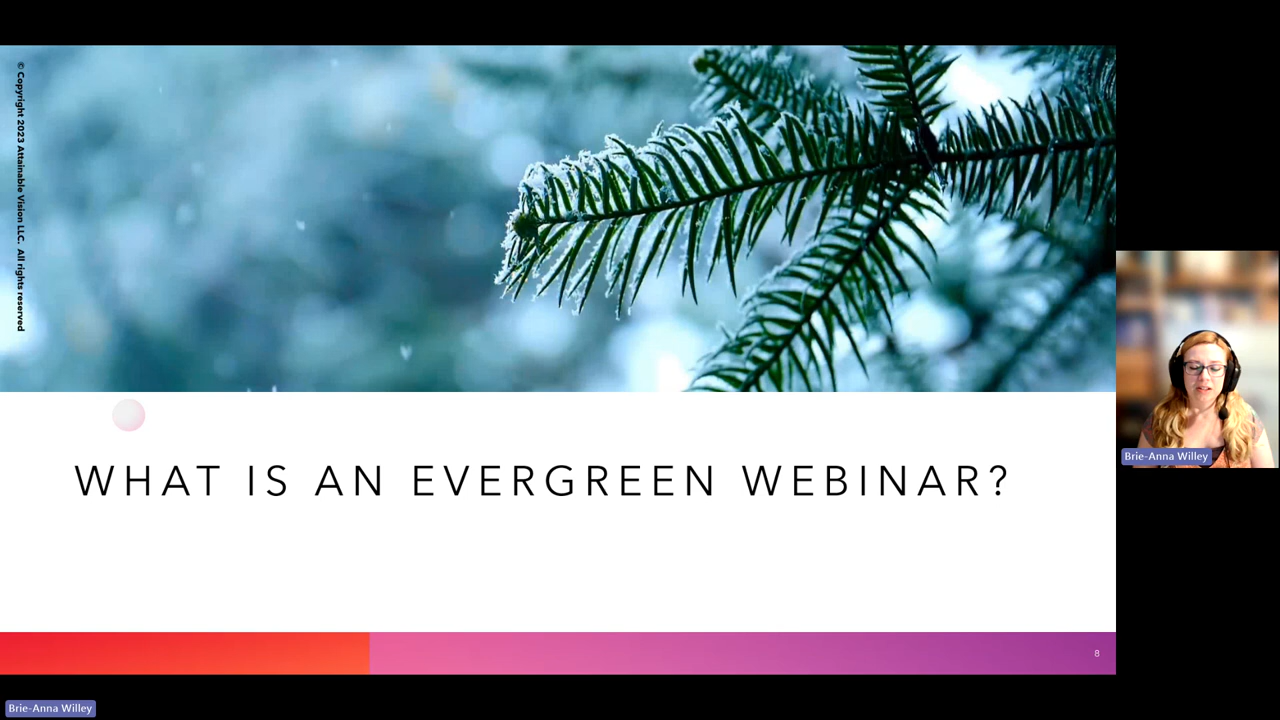 © Copyright 2023 Attainable Vision LLC. All rights reserved
WHAT IS AN EVERGREEN WEBINAR?
8
Brie-Anna Willey
Brie-Anna Willey